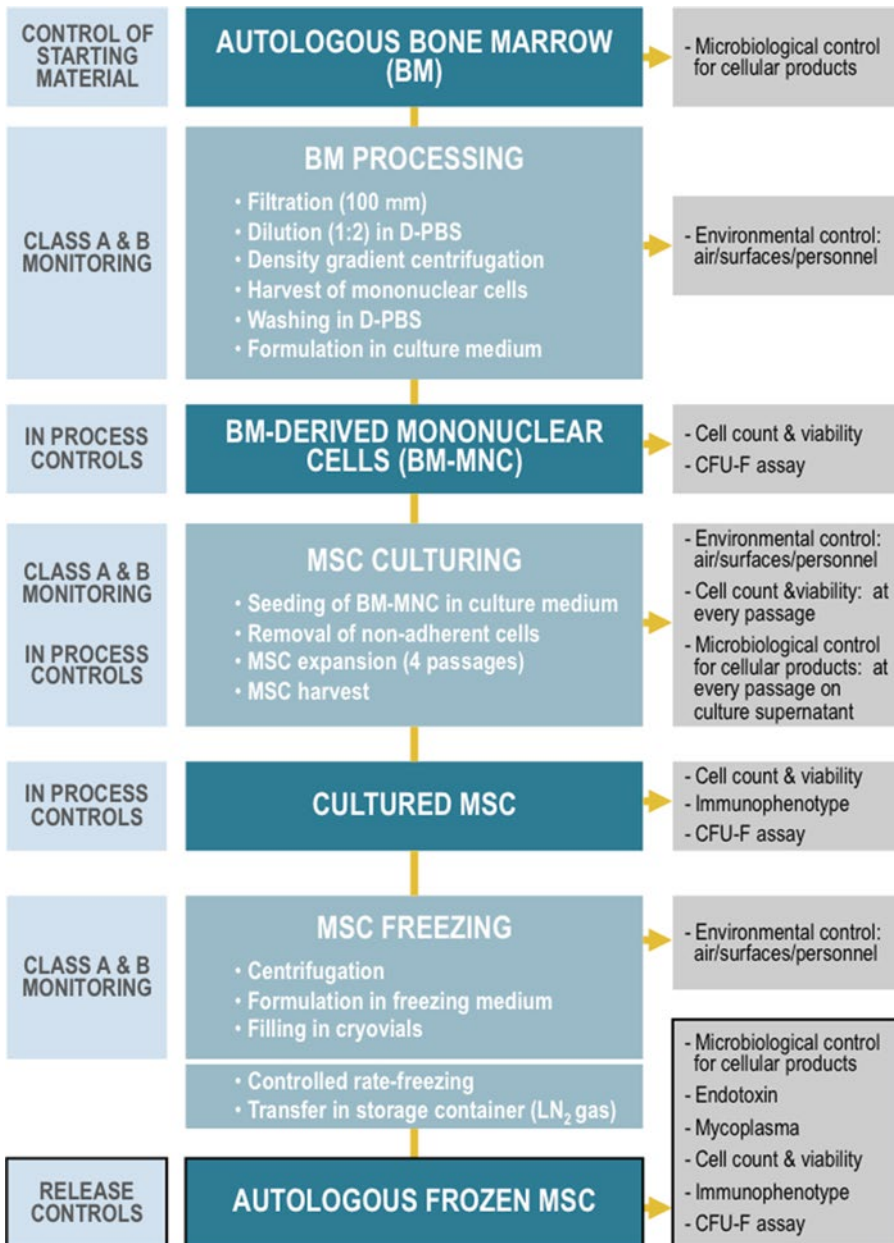 CONTROL OF
STARTING
MATERIAL
AUTOLOGOUS BONE MARROW
(BM)
- Microbiological control
for cellular products
CLASS A & B
MONITORING
BM PROCESSING
• Filtration (100 mm)
• Dilution (1:2) in D-PBS
• Density gradient centrifugation
• Harvest of mononuclear cells
• Washing in D-PBS
• Formulation in culture medium
- Environmental control:
air/surfaces/personnel
IN PROCESS
CONTROLS
BM-DERIVED MONONUCLEAR
CELLS (BM-MNC)
- Cell count & viability
- CFU-F assay
CLASS A & B
MONITORING
IN PROCESS
CONTROLS
MSC CULTURING
• Seeding of BM-MNC in culture medium
• Removal of non-adherent cells
• MSC expansion (4 passages)
• MSC harvest
- Environmental control:
air/surfaces/personnel
- Cell count &viability: at
every passage
- Microbiological control
for cellular products: at
every passage on
culture supernatant
IN PROCESS
CONTROLS
CULTURED MSC
- Cell count & viability
- Immunophenotype
- CFU-F assay
CLASS A & B
MONITORING
MSC FREEZING
• Centrifugation
• Formulation in freezing medium
• Filling in cryovials
• Controlled rate-freezing
• Transfer in storage container (LN₂ gas)
- Environmental control:
air/surfaces/personnel
RELEASE
CONTROLS
AUTOLOGOUS FROZEN MSC
- Microbiological control
for cellular products
- Endotoxin
- Mycoplasma
- Cell count & viability
- Immunophenotype
- CFU-F assay